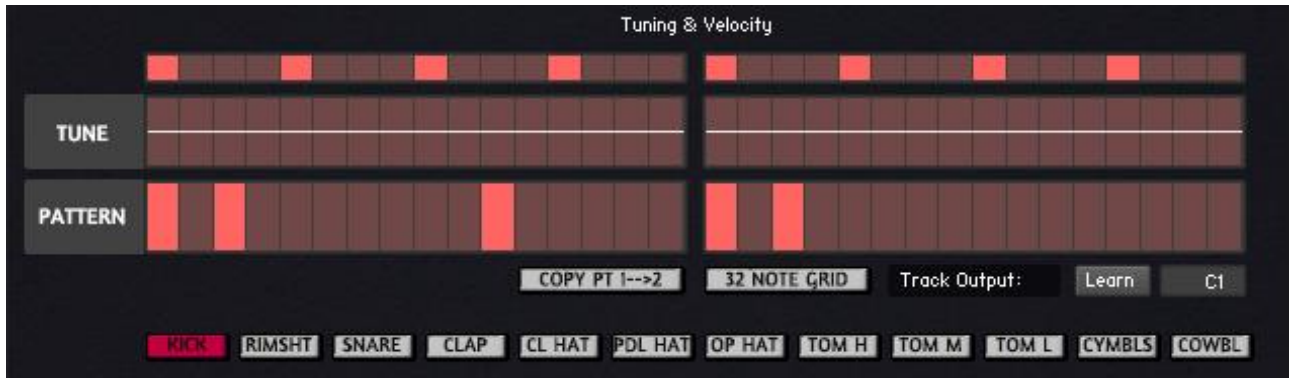 Tuning & Velocity
TUNE
PATTERN
COPY PT 1-->2 32 NOTE GRID Track Output: Learn C1
KICK RIMSHT SNARE CLAP CL HAT PDL HAT OP HAT TOM H TOM M TOM L CYMBLS COWBL